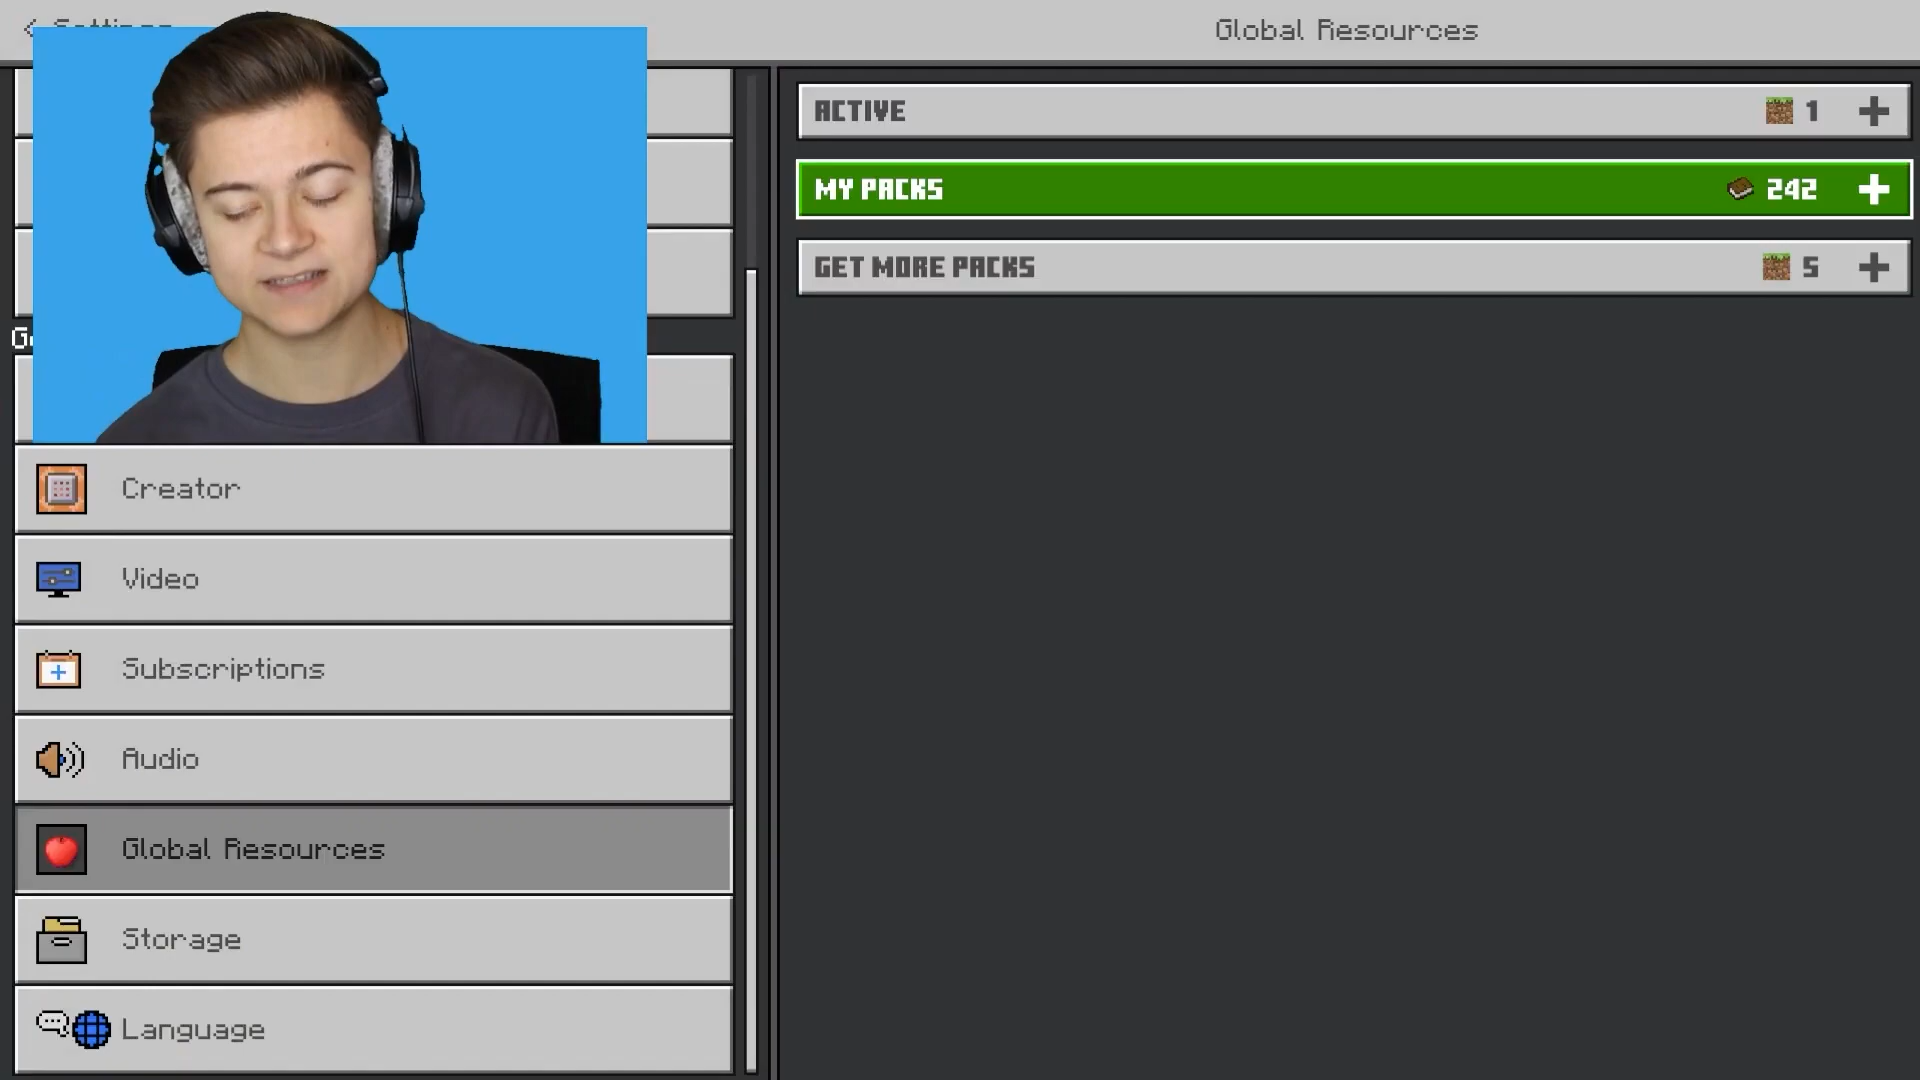 Global Resources
ACTIVE 1
MY PACKS 242
GET MORE PACKS 5
Creator
Video
Subscriptions
Audio
Global Resources
Storage
Language